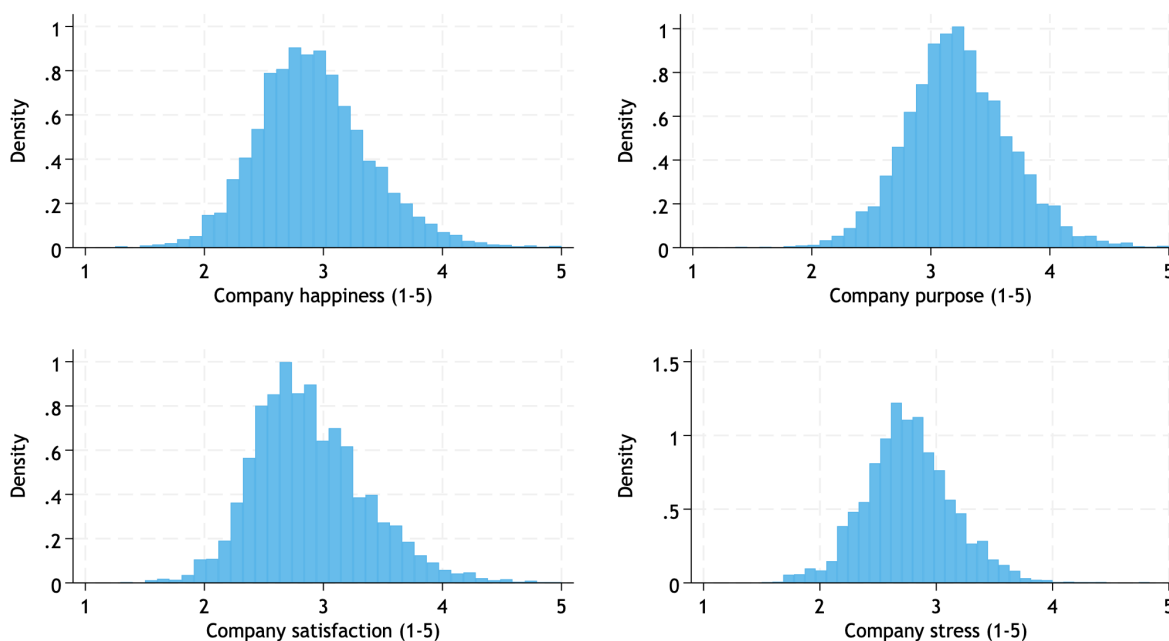 Density
1
.8
.6
.4
.2
0
1 2 3 4 5
Company happiness (1-5)
Density
1
.8
.6
.4
.2
0
1 2 3 4 5
Company purpose (1-5)
Density
1
.8
.6
.4
.2
0
1 2 3 4 5
Company satisfaction (1-5)
Density
1.5
1
.5
0
1 2 3 4 5
Company stress (1-5)